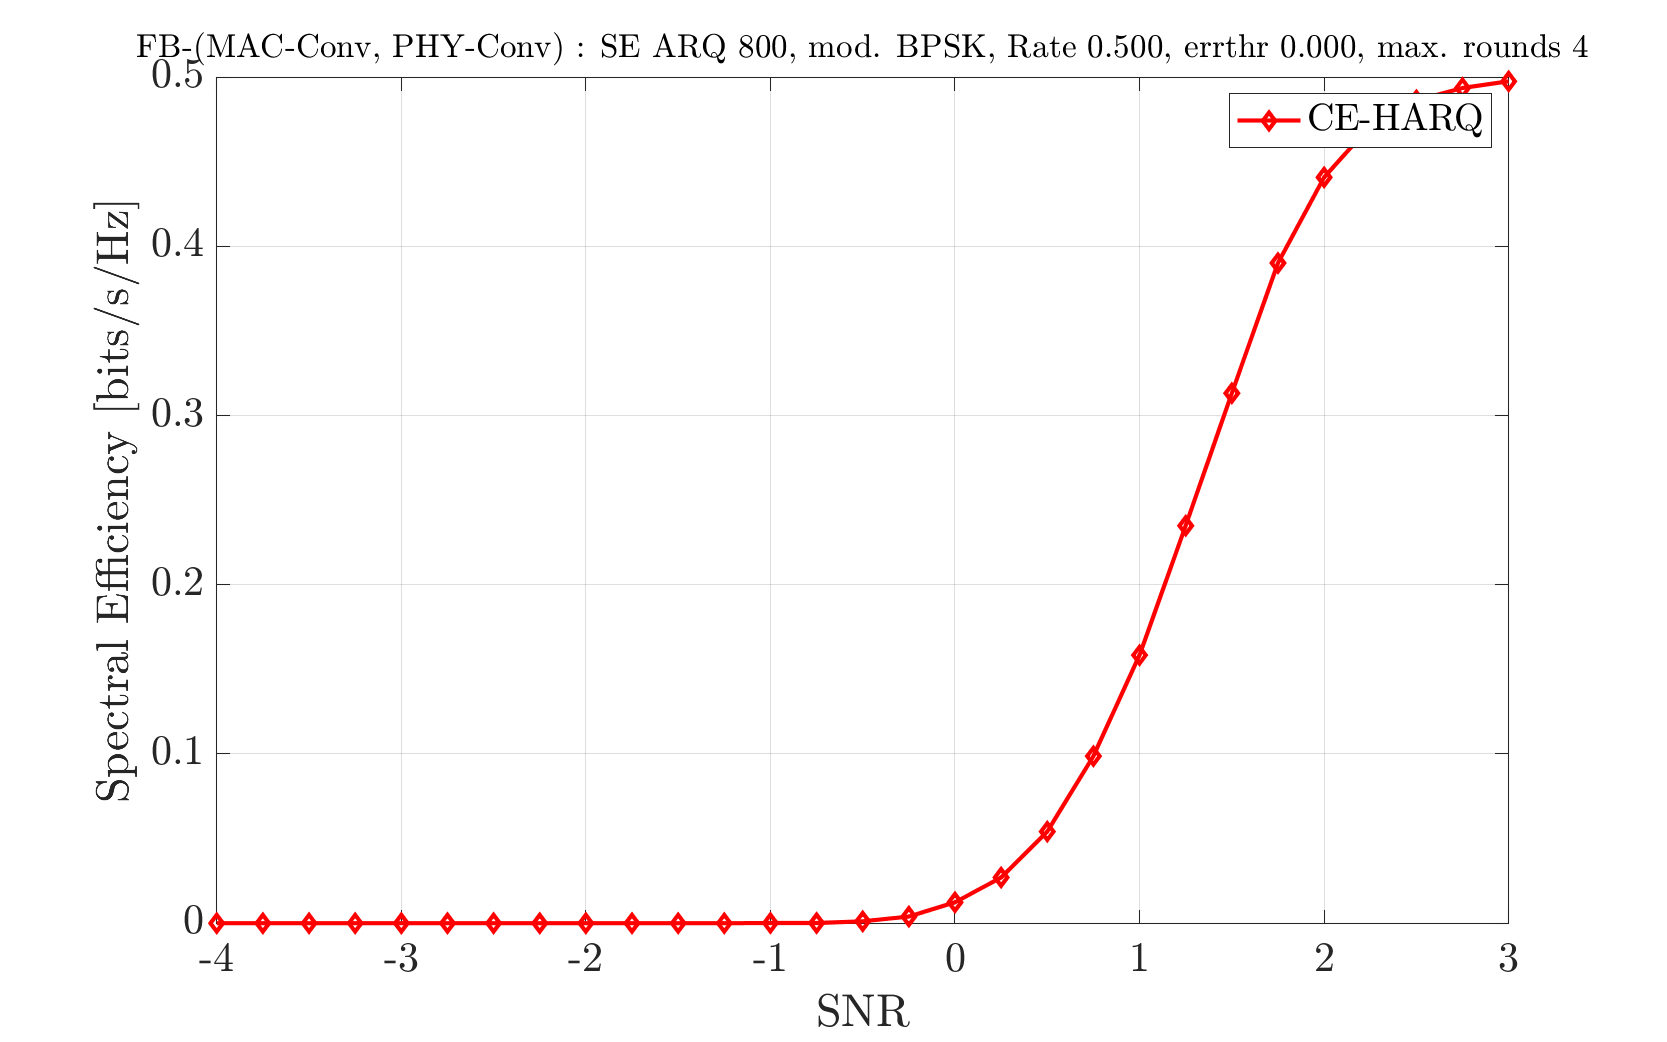 FB-(MAC-Conv, PHY-Conv) : SE ARQ 800, mod. BPSK, Rate 0.500, errthr 0.000, max. rounds 4
CE-HARQ
Spectral Efficiency [bits/s/Hz]
0.5
0.4
0.3
0.2
0.1
0
-4 -3 -2 -1 0 1 2 3
SNR